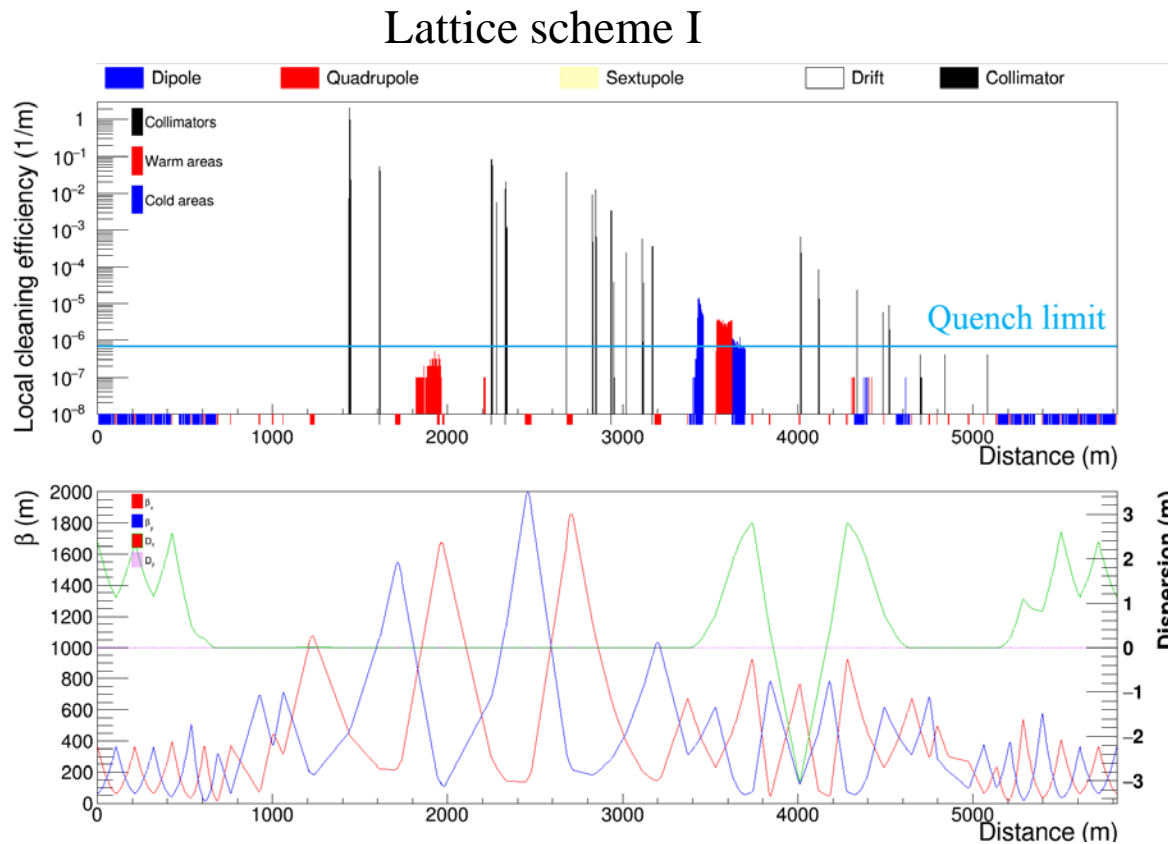 Lattice scheme I
Dipole Quadrupole Sextupole Drift Collimator
Local cleaning efficiency (1/m)
1
10⁻¹
10⁻²
10⁻³
10⁻⁴
10⁻⁵
10⁻⁶
10⁻⁷
10⁻⁸
Collimators
Warm areas
Cold areas
Quench limit
0 1000 2000 3000 4000 5000
Distance (m)
β (m)
2000
1800
1600
1400
1200
1000
800
600
400
200
0
βₓ
βᵧ
Dₓ
Dᵧ
3
2
1
0
−1
−2
−3
Dispersion (m)
0 1000 2000 3000 4000 5000
Distance (m)